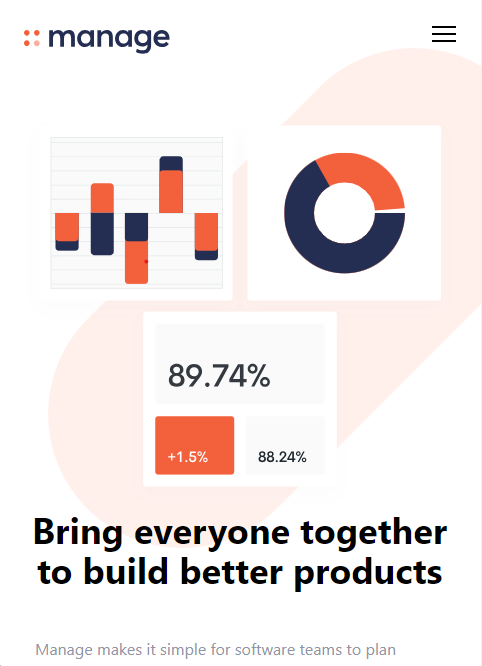 manage
89.74%
+1.5%
88.24%
Bring everyone together
to build better products
Manage makes it simple for software teams to plan